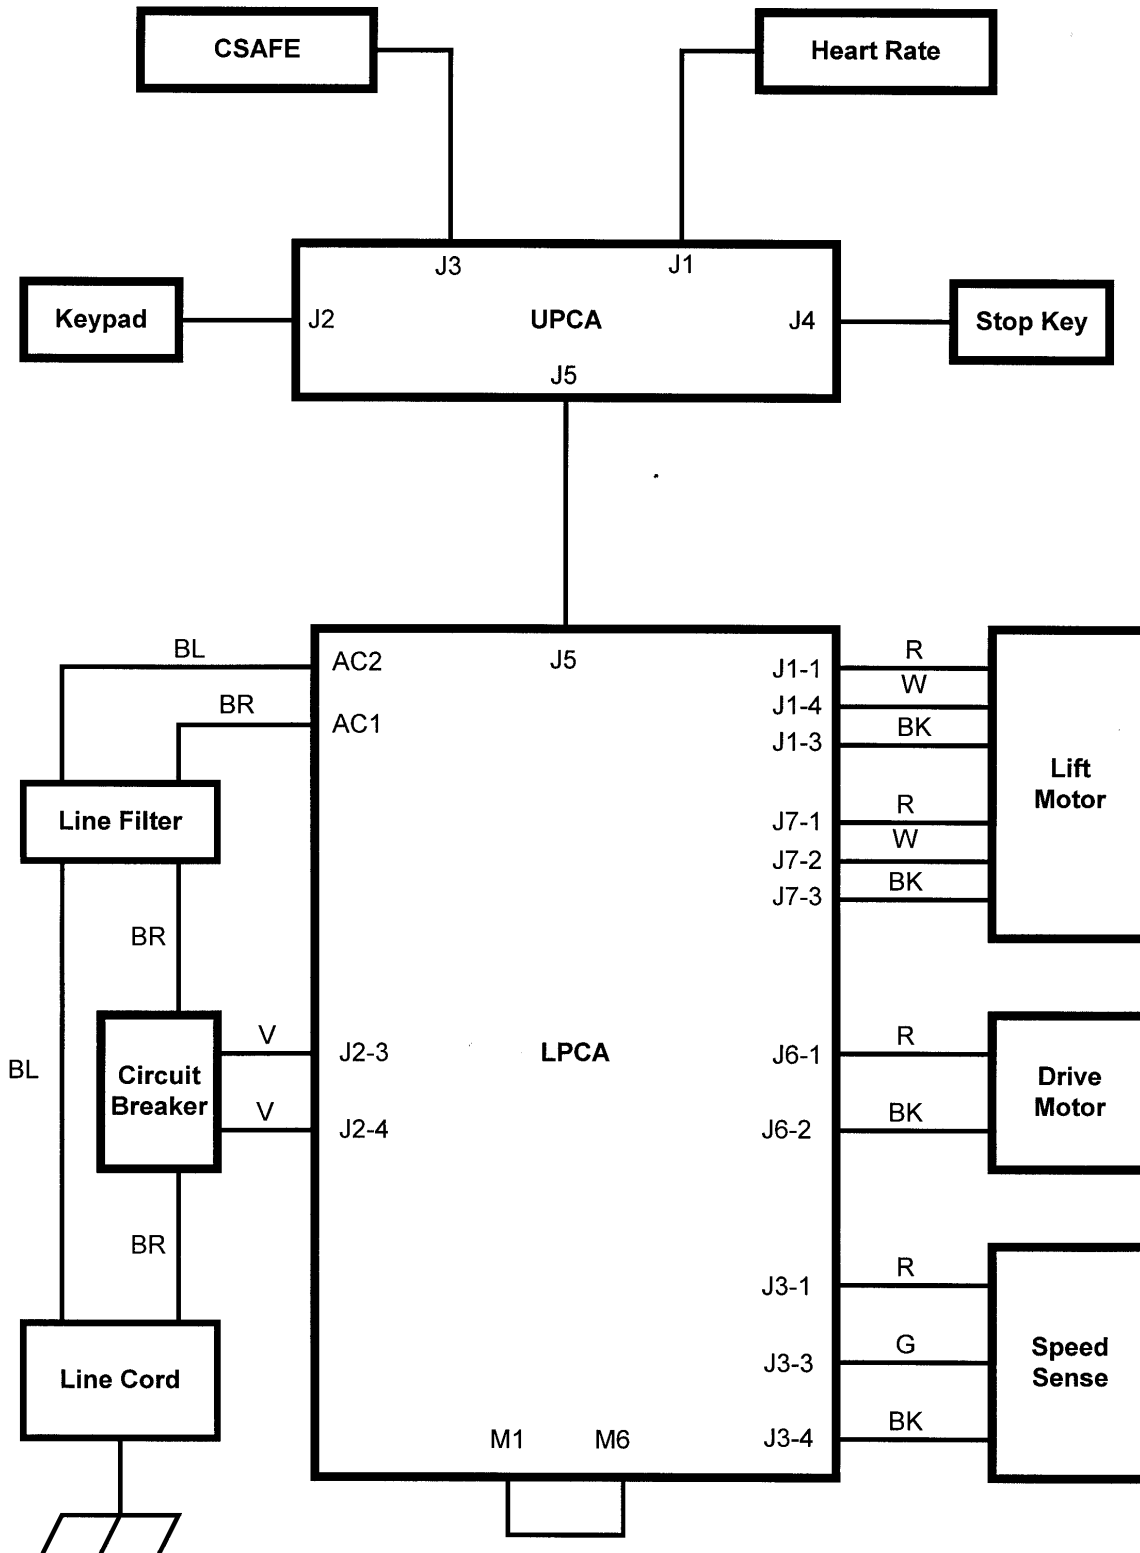 CSAFE
Heart Rate
J3
J1
Keypad
J2
UPCA
J4
Stop Key
J5
BL
AC2
J5
J1-1
R
W
BR
AC1
J1-4
J1-3
BK
Lift
Motor
Line Filter
J7-1
R
W
J7-2
J7-3
BK
BR
BL
Circuit
Breaker
V
J2-3
V
J2-4
LPCA
J6-1
R
J6-2
BK
Drive
Motor
BR
J3-1
R
J3-3
G
J3-4
BK
Speed
Sense
Line Cord
M1
M6